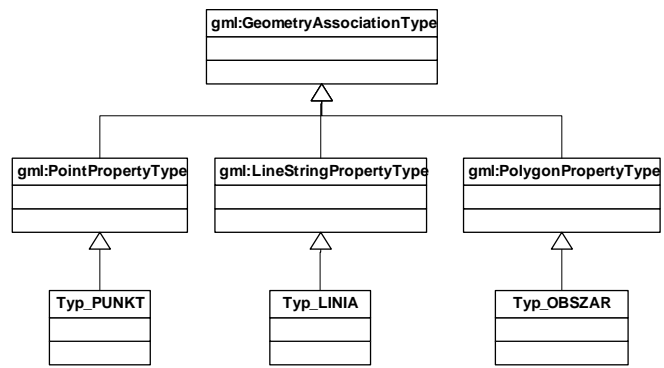 gml:GeometryAssociationType
gml:PointPropertyType
gml:LineStringPropertyType
gml:PolygonPropertyType
Typ_PUNKT
Typ_LINIA
Typ_OBSZAR